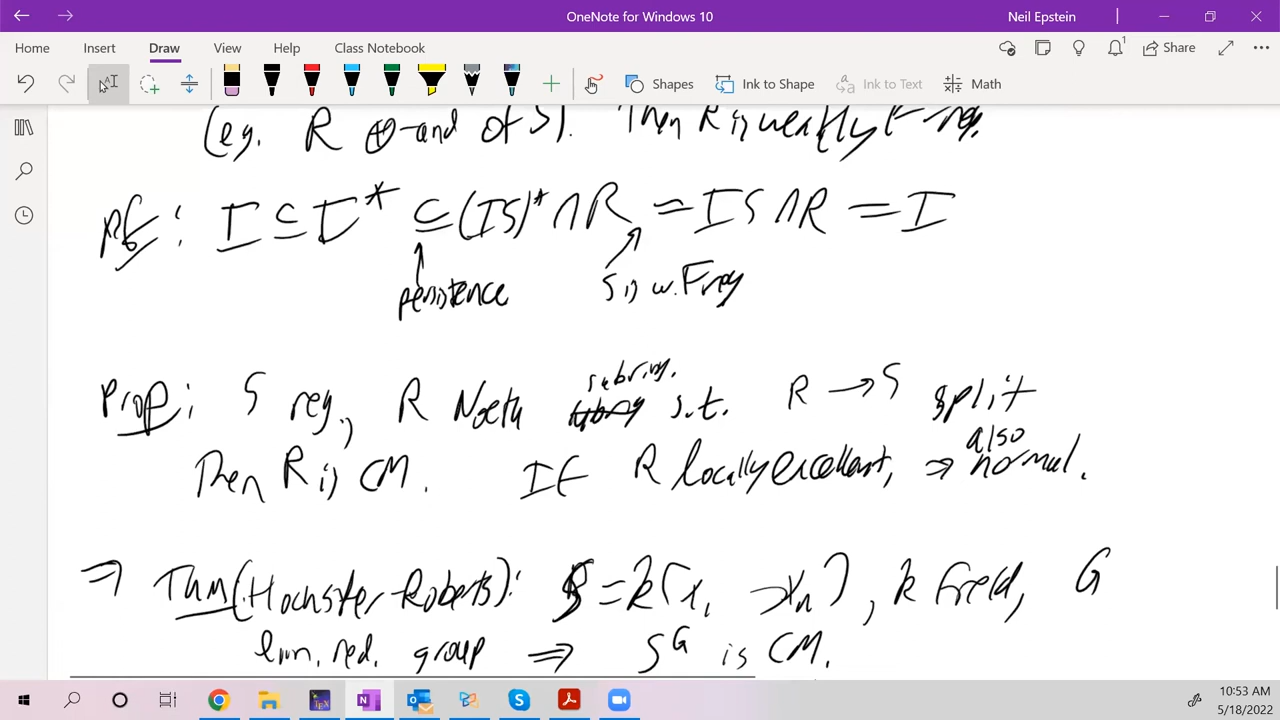 OneNote for Windows 10
Neil Epstein
Home Insert Draw View Help Class Notebook
Share
Shapes Ink to Shape Ink to Text Math
(eg. R ⊕-and of S). Then R is weakly F-reg.
pf: I ⊆ I* ⊆ (IS)* ∩ R = IS ∩ R = I
persistence S is w. F reg
subring.
Prop: S reg., R Noeth s.t. R → S split
also
Then R is CM. If R locally excellent, ⇒ normal.
⇒ Thm (Hochster-Roberts): S = k[x, → xn], k field, G
lin. red. group ⇒ S^G is CM.
10:53 AM
5/18/2022